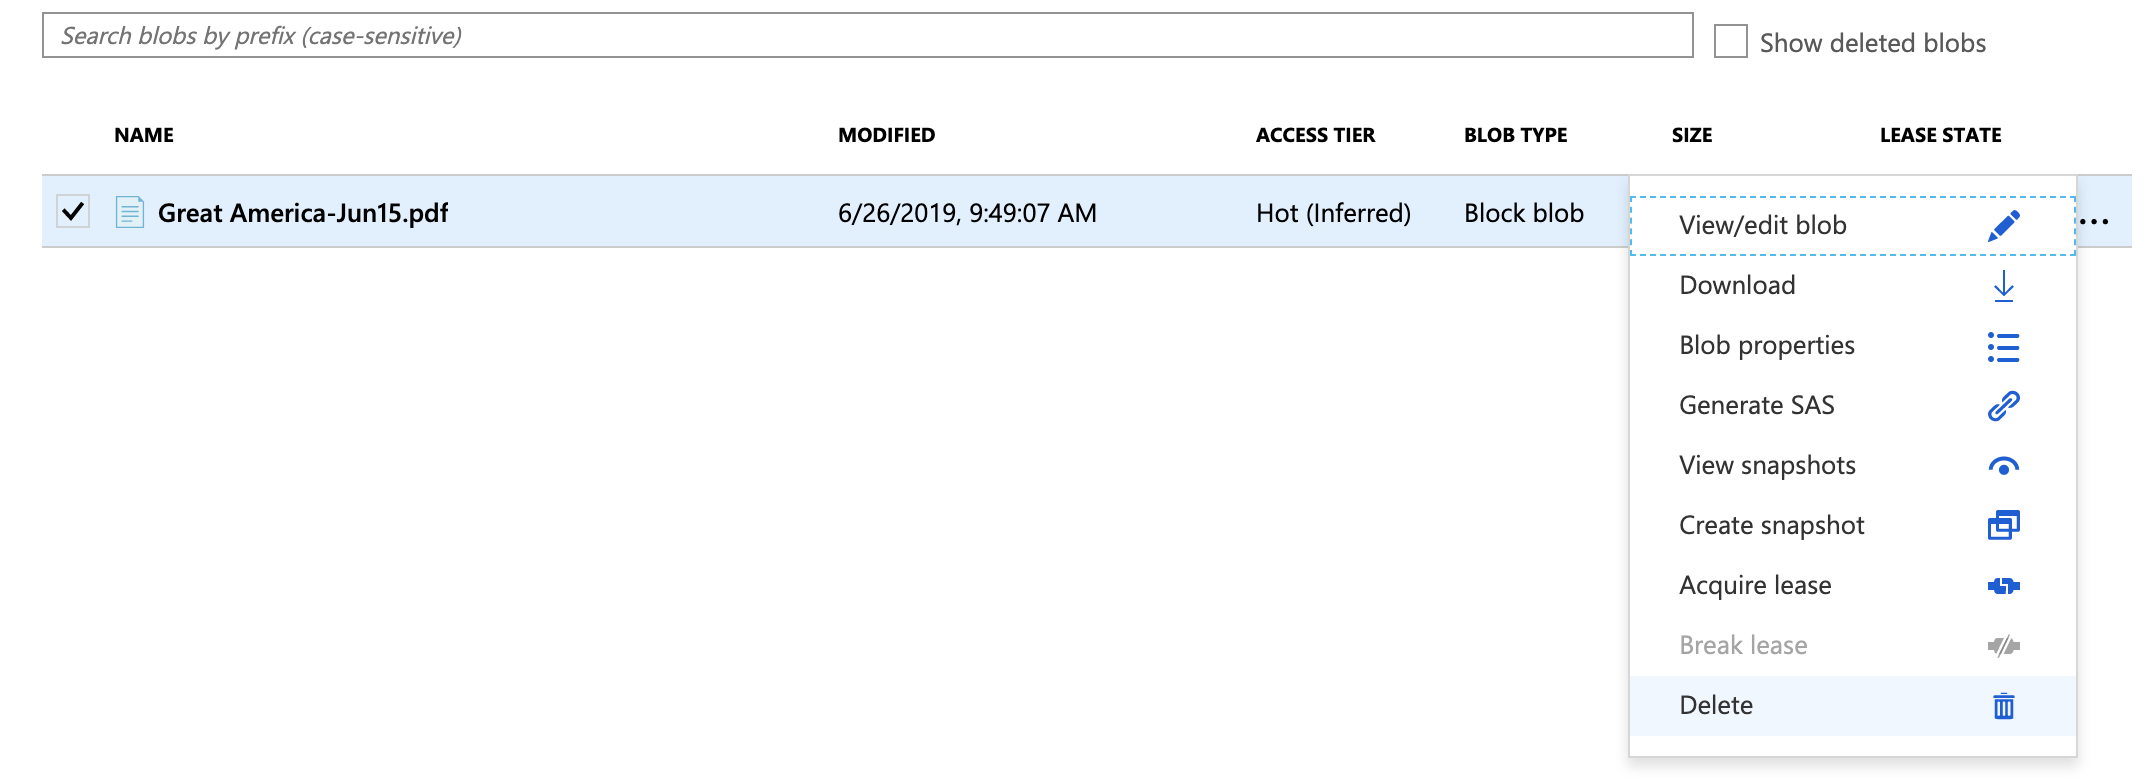 Search blobs by prefix (case-sensitive)
Show deleted blobs
NAME MODIFIED ACCESS TIER BLOB TYPE SIZE LEASE STATE
Great America-Jun15.pdf 6/26/2019, 9:49:07 AM Hot (Inferred) Block blob ...
View/edit blob
Download
Blob properties
Generate SAS
View snapshots
Create snapshot
Acquire lease
Break lease
Delete